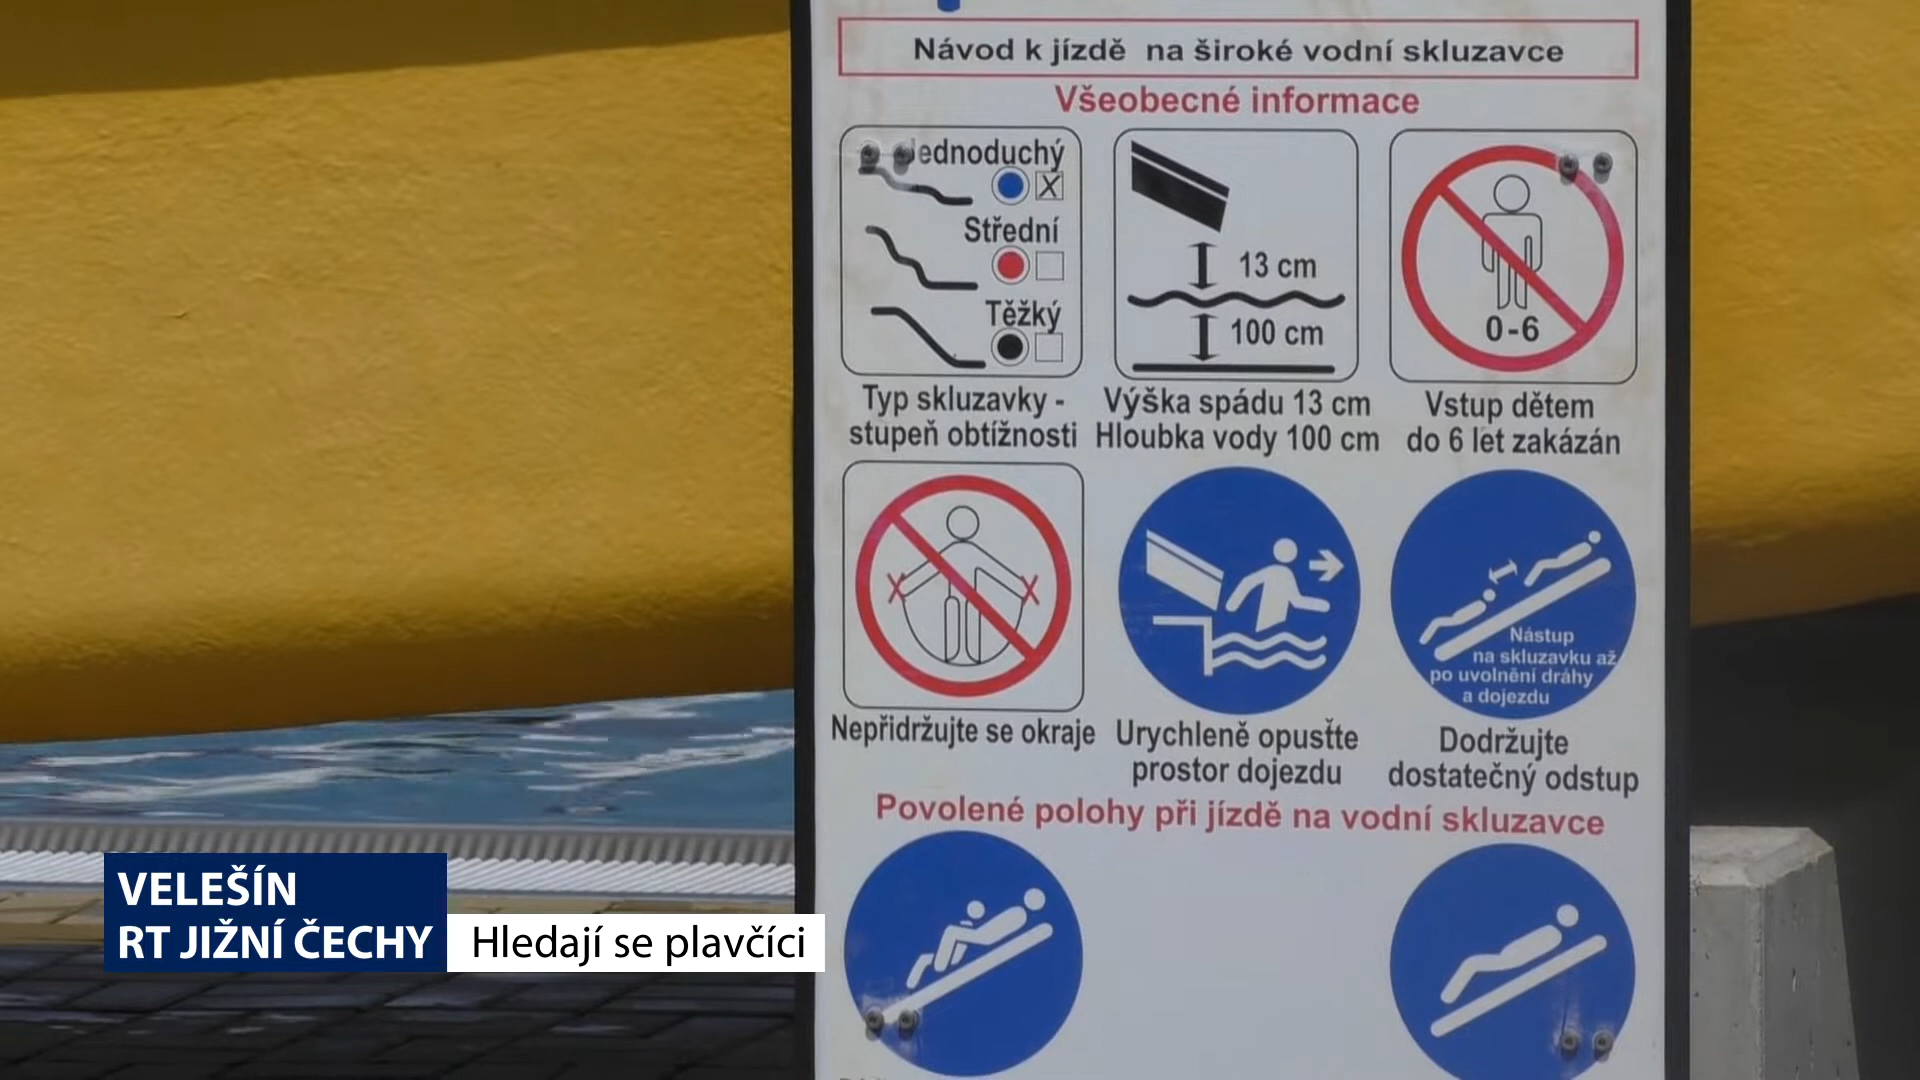 Návod k jízdě na široké vodní skluzavce
Všeobecné informace
Jednoduchý
X
Střední
Těžký
13 cm
100 cm
0-6
Typ skluzavky -
stupeň obtížnosti
Výška spádu 13 cm
Hloubka vody 100 cm
Vstup dětem
do 6 let zakázán
Nástup
na skluzavku až
po uvolnění dráhy
a dojezdu
Nepřidržujte se okraje
Urychleně opusťte
prostor dojezdu
Dodržujte
dostatečný odstup
Povolené polohy při jízdě na vodní skluzavce
VELEŠÍN
RT JIŽNÍ ČECHY
Hledají se plavčíci